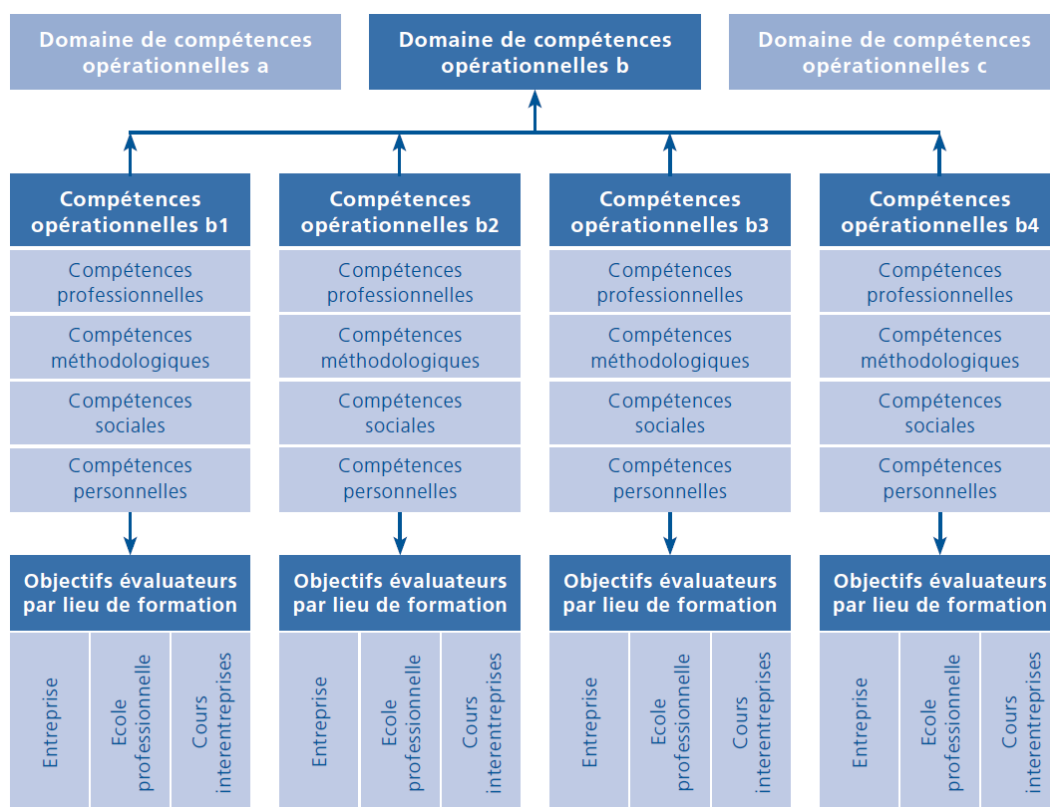 Domaine de compétences
opérationnelles a
Domaine de compétences
opérationnelles b
Domaine de compétences
opérationnelles c
Compétences
opérationnelles b1
Compétences
professionnelles
Compétences
méthodologiques
Compétences
sociales
Compétences
personnelles
Objectifs évaluateurs
par lieu de formation
Entreprise
Ecole
professionnelle
Cours
interentreprises
Compétences
opérationnelles b2
Compétences
professionnelles
Compétences
méthodologiques
Compétences
sociales
Compétences
personnelles
Objectifs évaluateurs
par lieu de formation
Entreprise
Ecole
professionnelle
Cours
interentreprises
Compétences
opérationnelles b3
Compétences
professionnelles
Compétences
méthodologiques
Compétences
sociales
Compétences
personnelles
Objectifs évaluateurs
par lieu de formation
Entreprise
Ecole
professionnelle
Cours
interentreprises
Compétences
opérationnelles b4
Compétences
professionnelles
Compétences
méthodologiques
Compétences
sociales
Compétences
personnelles
Objectifs évaluateurs
par lieu de formation
Entreprise
Ecole
professionnelle
Cours
interentreprises